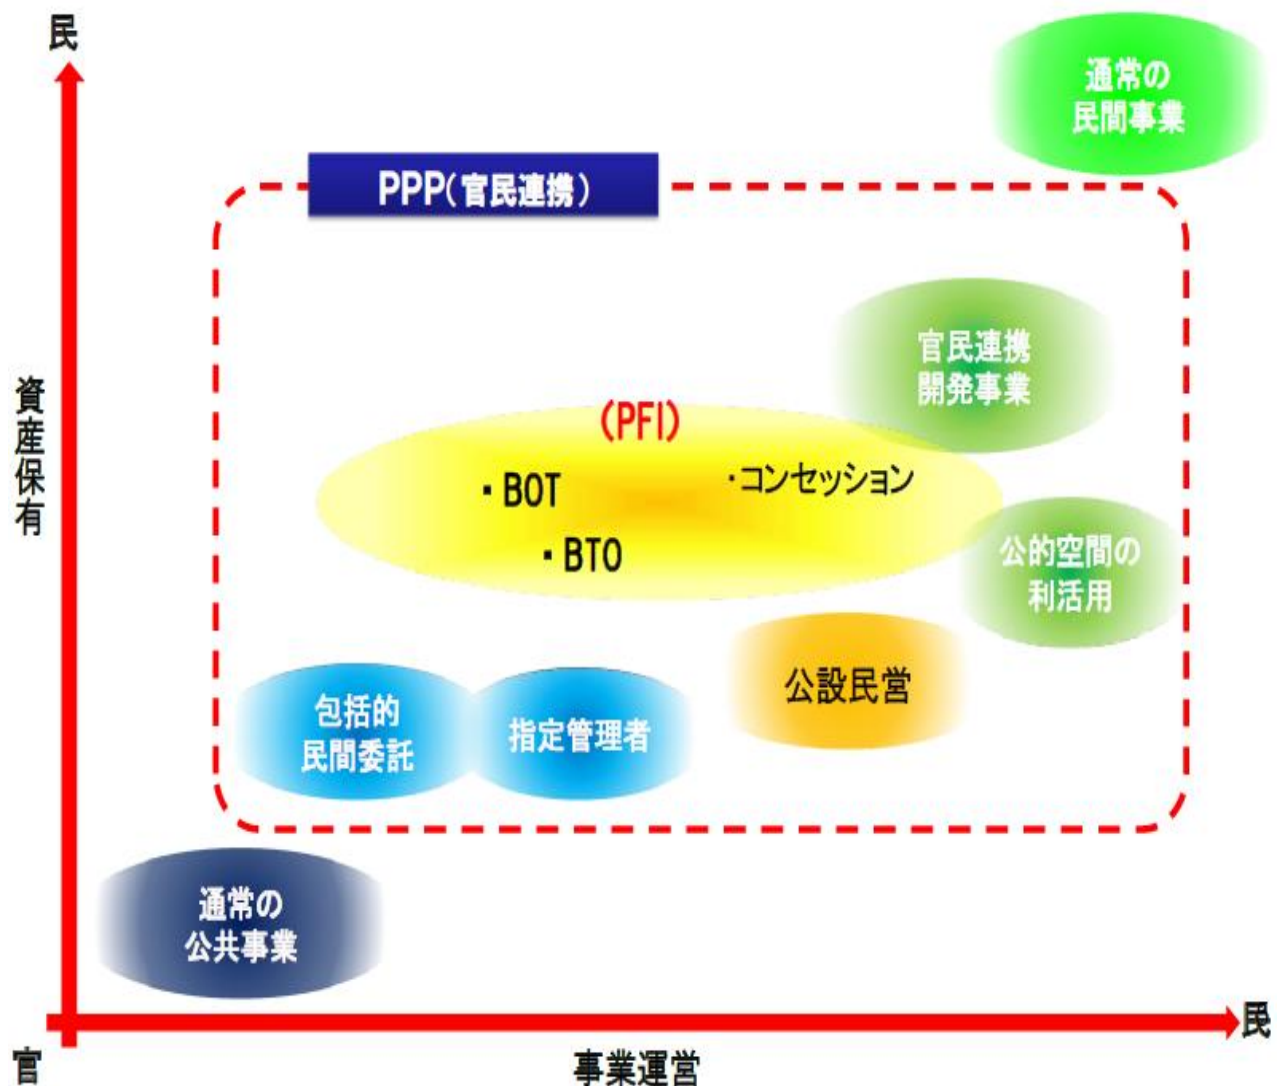 民
通常の
民間事業
PPP(官民連携)
官民連携
開発事業
資産保有
(PFI)
・BOT
・コンセッション
・BTO
公的空間の
利活用
公設民営
包括的
民間委託
指定管理者
通常の
公共事業
民
官
事業運営